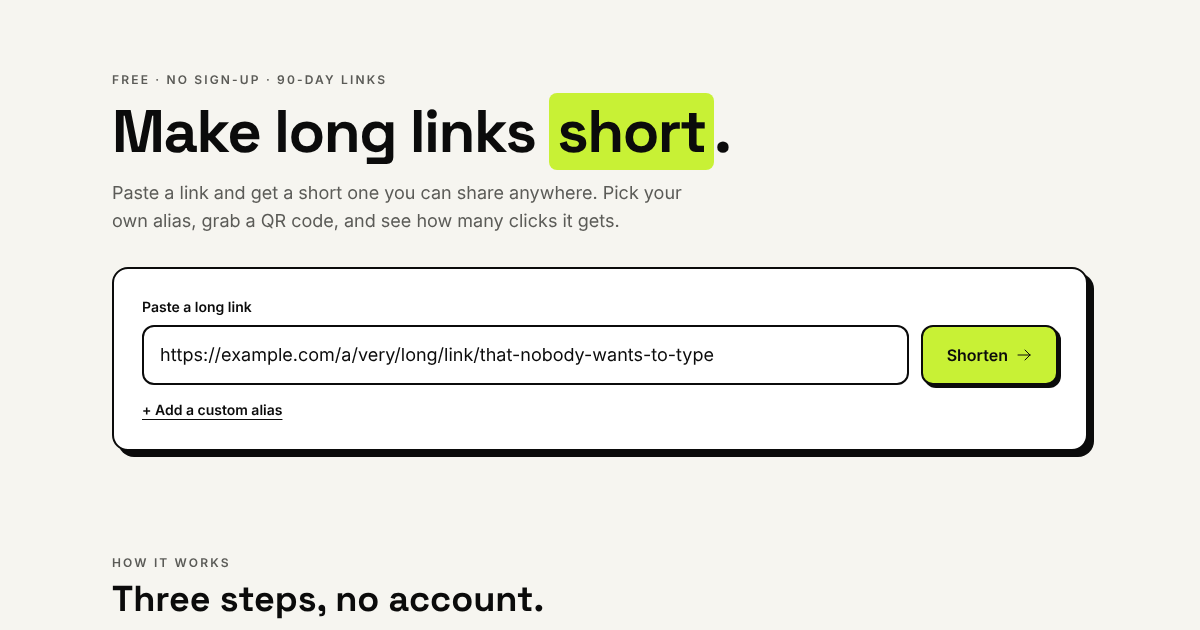 FREE · NO SIGN-UP · 90-DAY LINKS
Make long links short.
Paste a link and get a short one you can share anywhere. Pick your
own alias, grab a QR code, and see how many clicks it gets.
Paste a long link
https://example.com/a/very/long/link/that-nobody-wants-to-type
Shorten →
+ Add a custom alias
HOW IT WORKS
Three steps, no account.